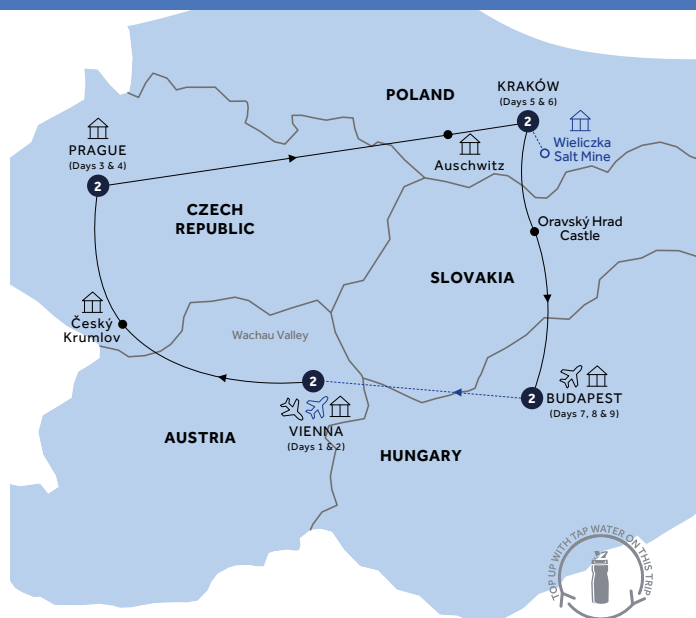 POLAND
KRAKÓW
(Days 5 & 6)
2
Wieliczka
Salt Mine
Auschwitz
PRAGUE
(Days 3 & 4)
2
CZECH
REPUBLIC
Oravský Hrad
Castle
SLOVAKIA
Český
Krumlov
Wachau Valley
2
VIENNA
(Days 1 & 2)
2
BUDAPEST
(Days 7, 8 & 9)
AUSTRIA
HUNGARY
TOP UP WITH TAP WATER ON THIS TRIP